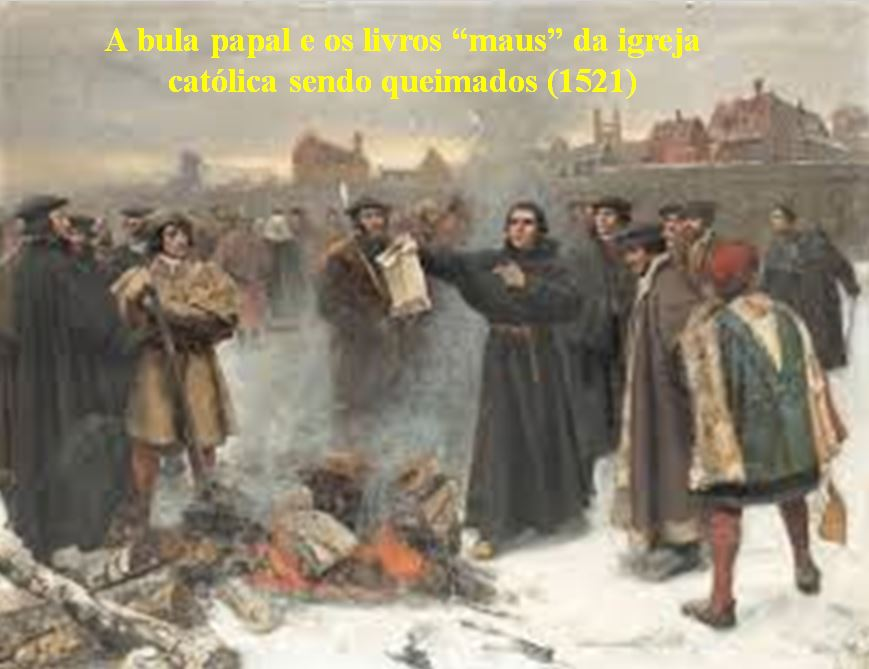 A bula papal e os livros “maus” da igreja
católica sendo queimados (1521)